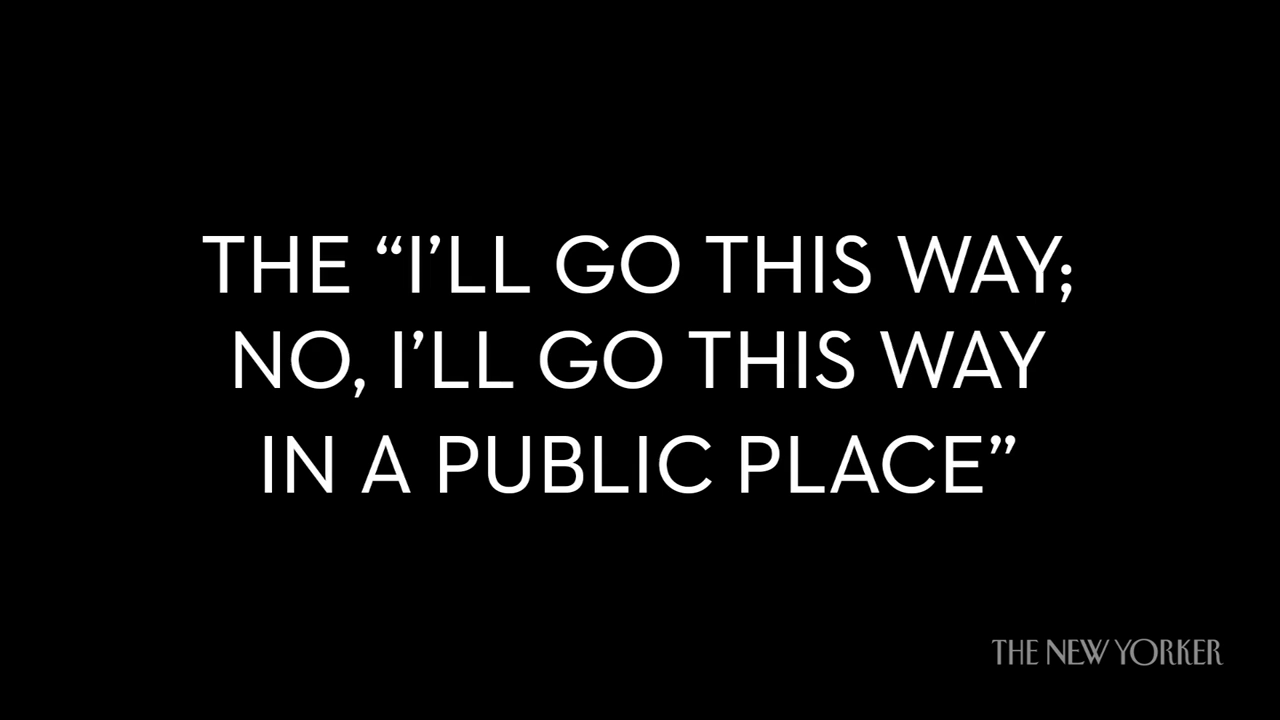 THE “I’LL GO THIS WAY;
NO, I’LL GO THIS WAY
IN A PUBLIC PLACE”
THE NEW YORKER